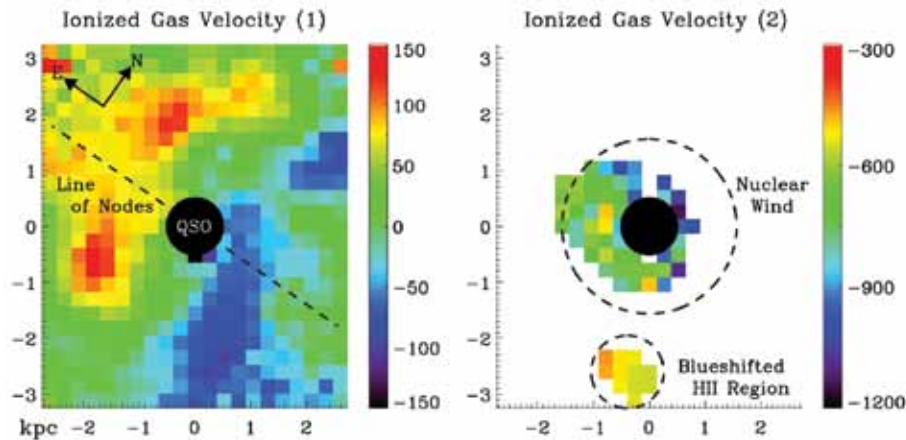 Ionized Gas Velocity (1)
Ionized Gas Velocity (2)
3
2
1
0
−1
−2
−3
E
N
Line
of Nodes
QSO
kpc −2 −1 0 1 2
150
100
50
0
−50
−100
−150
3
2
1
0
−1
−2
−3
Nuclear
Wind
Blueshifted
HII Region
−2 −1 0 1 2
−300
−600
−900
−1200